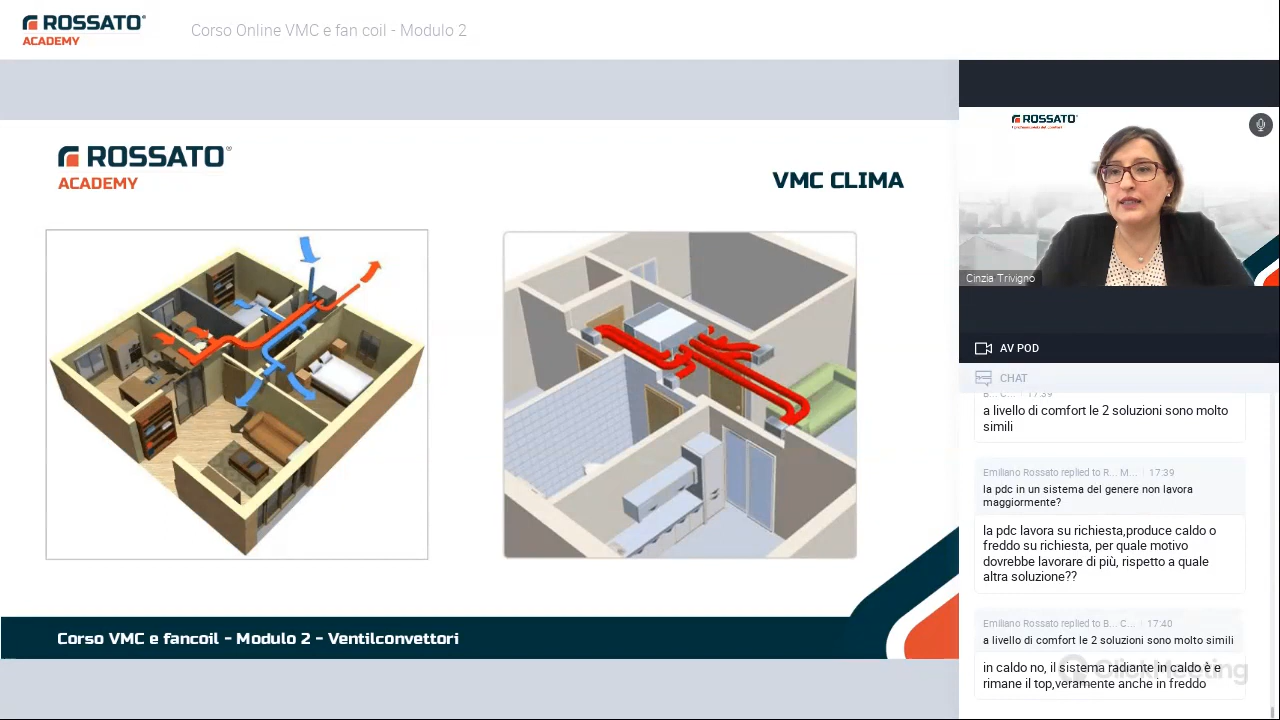 ROSSATO®
ACADEMY
Corso Online VMC e fan coil - Modulo 2
ROSSATO®
ACADEMY
VMC CLIMA
Corso VMC e fancoil - Modulo 2 - Ventilconvettori
ROSSATO
Cinzia Trivigno
AV POD
CHAT
B... C... 17:39
a livello di comfort le 2 soluzioni sono molto
simili
Emiliano Rossato replied to R... M... 17:39
la pdc in un sistema del genere non lavora
maggiormente?
la pdc lavora su richiesta,produce caldo o
freddo su richiesta, per quale motivo
dovrebbe lavorare di più, rispetto a quale
altra soluzione??
Emiliano Rossato replied to B... C... 17:40
a livello di comfort le 2 soluzioni sono molto simili
in caldo no, il sistema radiante in caldo è e
rimane il top,veramente anche in freddo
ClickMeeting